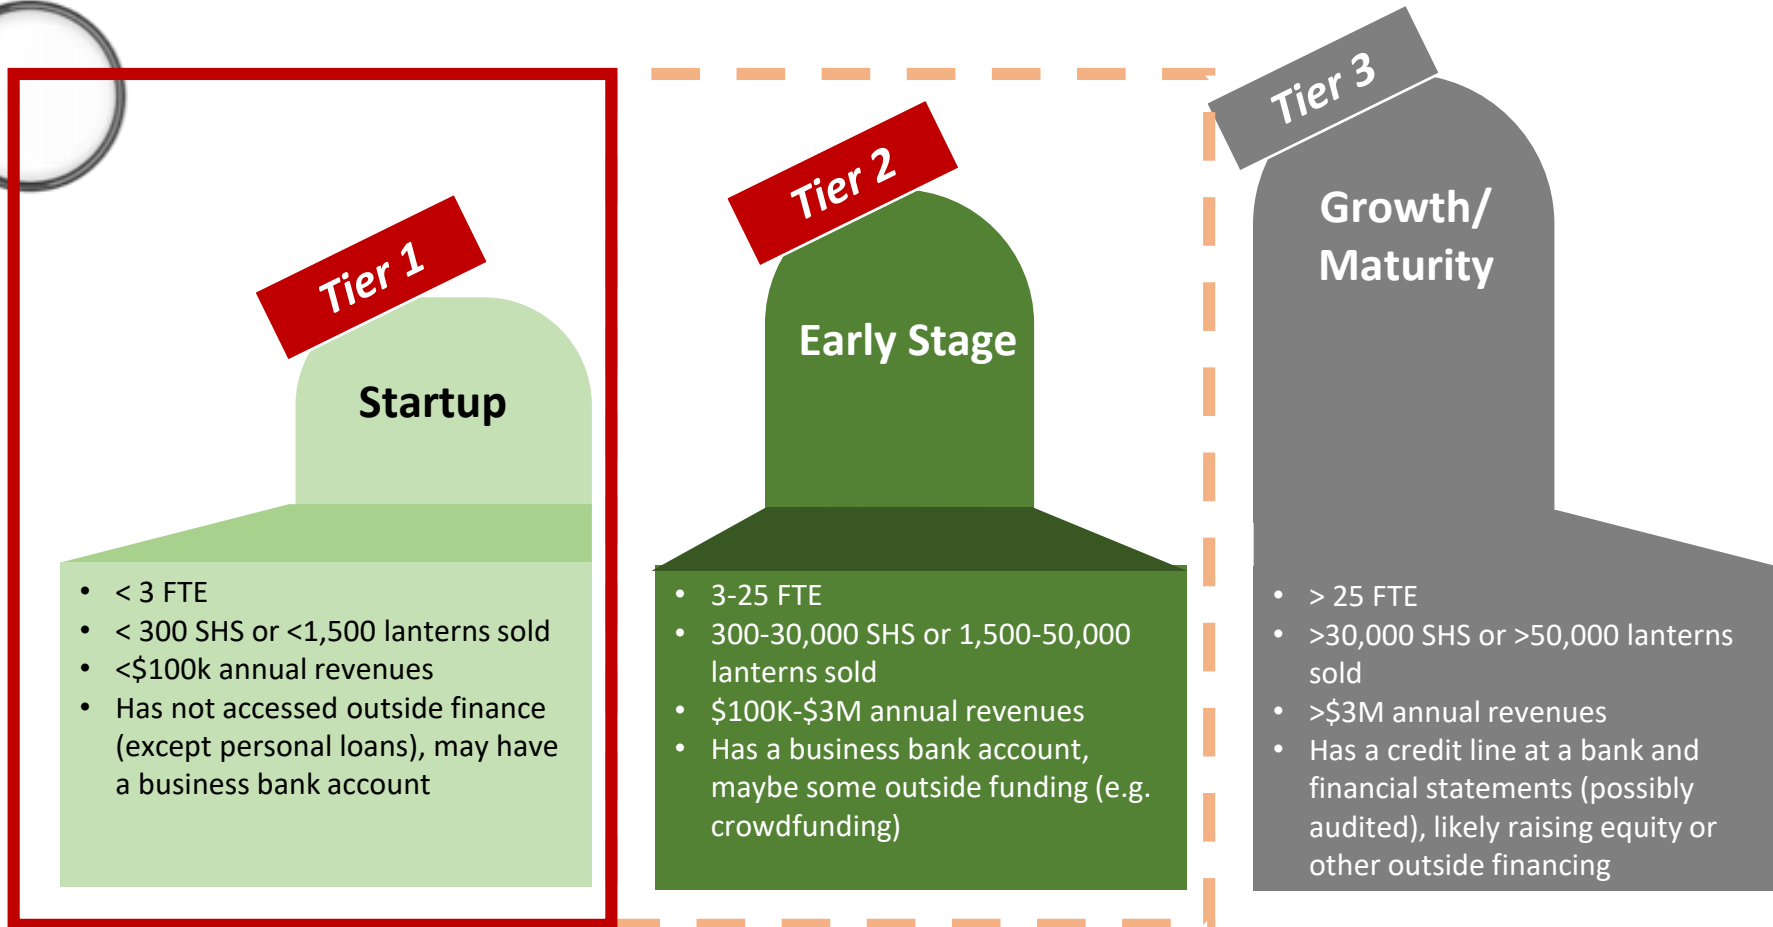 Tier 1
Startup
• < 3 FTE
• < 300 SHS or <1,500 lanterns sold
• <$100k annual revenues
• Has not accessed outside finance
(except personal loans), may have
a business bank account
Tier 2
Early Stage
• 3-25 FTE
• 300-30,000 SHS or 1,500-50,000
lanterns sold
• $100K-$3M annual revenues
• Has a business bank account,
maybe some outside funding (e.g.
crowdfunding)
Tier 3
Growth/
Maturity
• > 25 FTE
• >30,000 SHS or >50,000 lanterns
sold
• >$3M annual revenues
• Has a credit line at a bank and
financial statements (possibly
audited), likely raising equity or
other outside financing